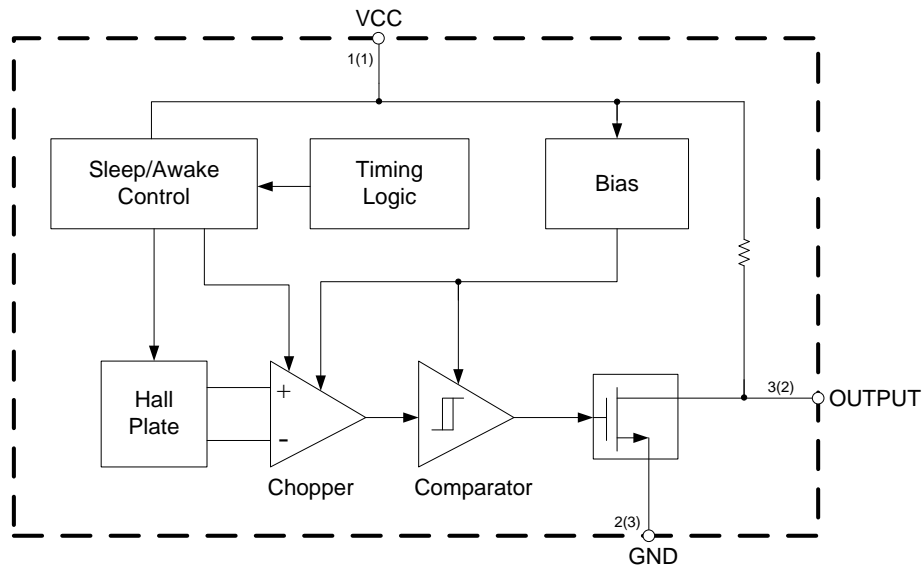 VCC
1(1)
Sleep/Awake
Control
Timing
Logic
Bias
Hall
Plate
+
-
Chopper
Comparator
3(2)
OUTPUT
2(3)
GND